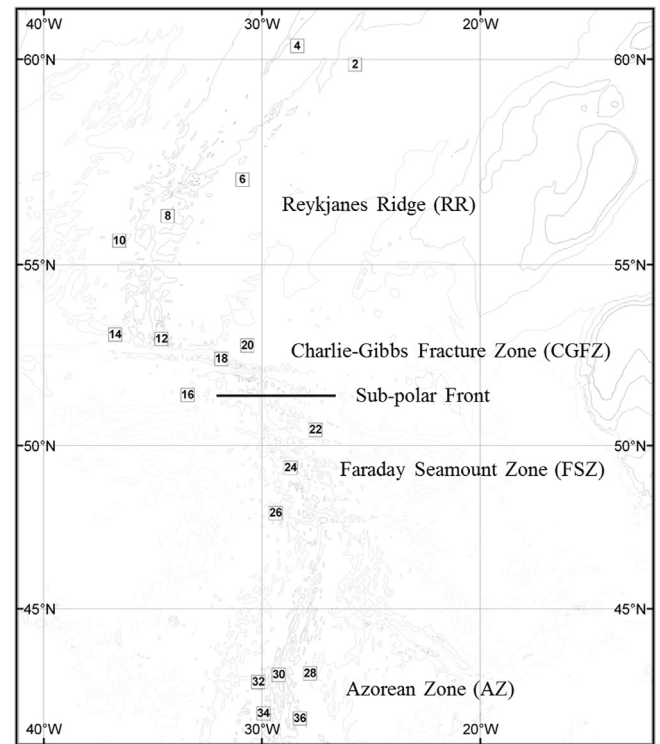 40°W 30°W 20°W
4
60°N 60°N
2
6
Reykjanes Ridge (RR)
8
10
55°N 55°N
14
12
20
Charlie-Gibbs Fracture Zone (CGFZ)
18
16
Sub-polar Front
22
50°N 50°N
24
Faraday Seamount Zone (FSZ)
26
45°N 45°N
28
30
32
Azorean Zone (AZ)
34
36
40°W 30°W 20°W